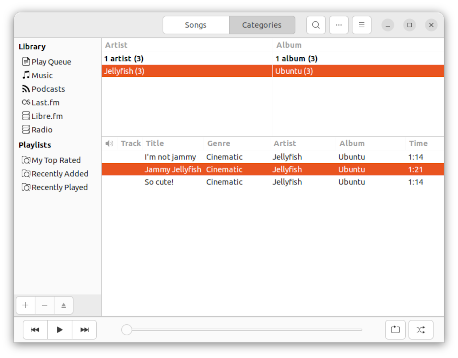 Songs Categories
Library
Play Queue
Music
Podcasts
Last.fm
Libre.fm
Radio
Playlists
My Top Rated
Recently Added
Recently Played
Artist Album
1 artist (3) 1 album (3)
Jellyfish (3) Ubuntu (3)
Track Title Genre Artist Album Time
I'm not jammy Cinematic Jellyfish Ubuntu 1:14
Jammy Jellyfish Cinematic Jellyfish Ubuntu 1:21
So cute! Cinematic Jellyfish Ubuntu 1:14